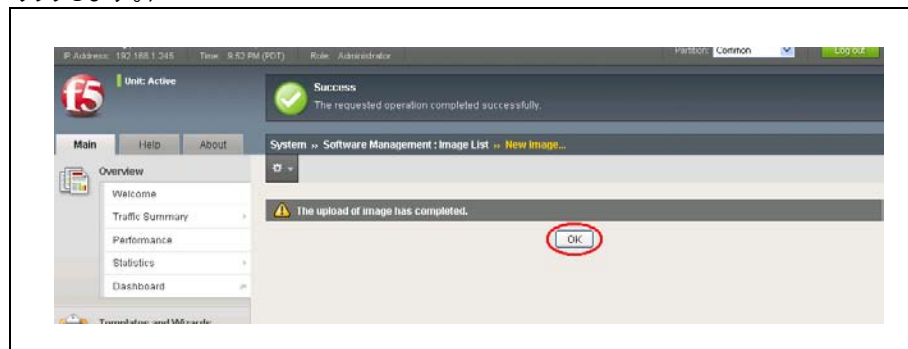 IP Address: 192.168.1.245 Time: 9:52 PM (PDT) Role: Administrator Partition: Common Log out
f5
Unit: Active
Success
The requested operation completed successfully.
Main Help About
System » Software Management : Image List » New Image...
Overview
Welcome
Traffic Summary
Performance
Statistics
Dashboard
The upload of image has completed.
OK
Templates and Wizards